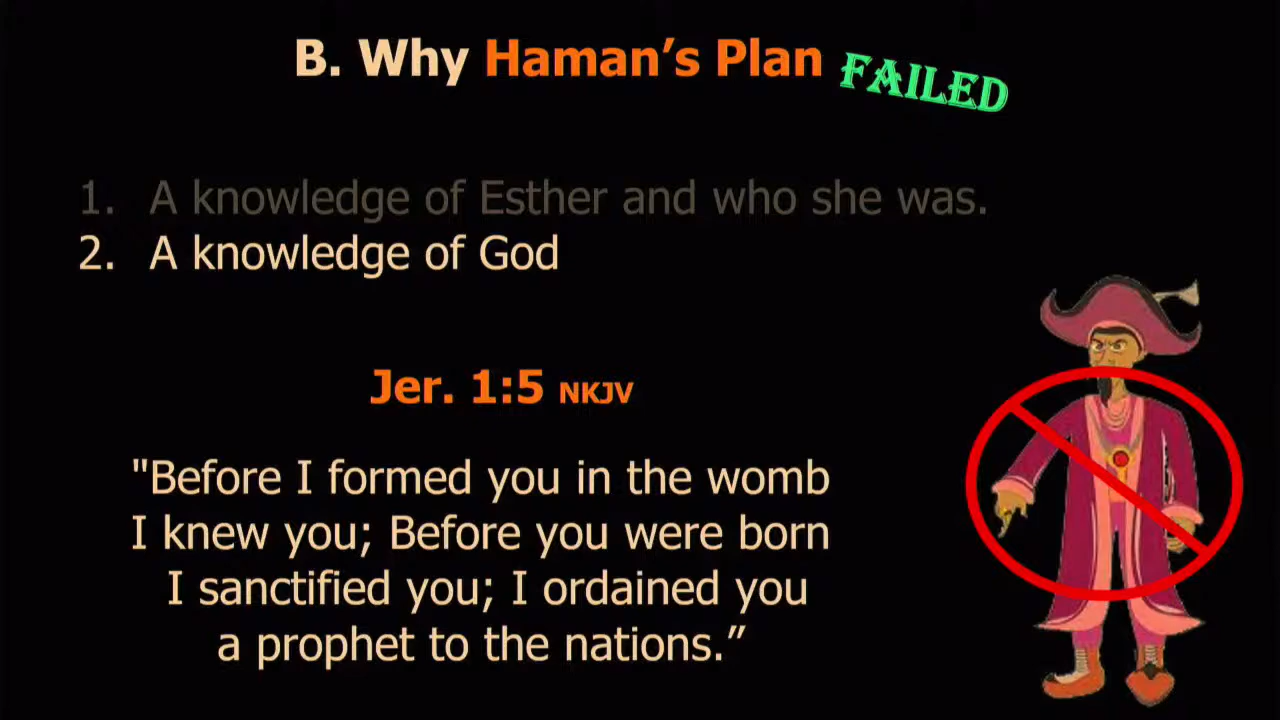 B. Why Haman’s Plan FAILED
1. A knowledge of Esther and who she was.
2. A knowledge of God
Jer. 1:5 NKJV
"Before I formed you in the womb
I knew you; Before you were born
I sanctified you; I ordained you
a prophet to the nations.”